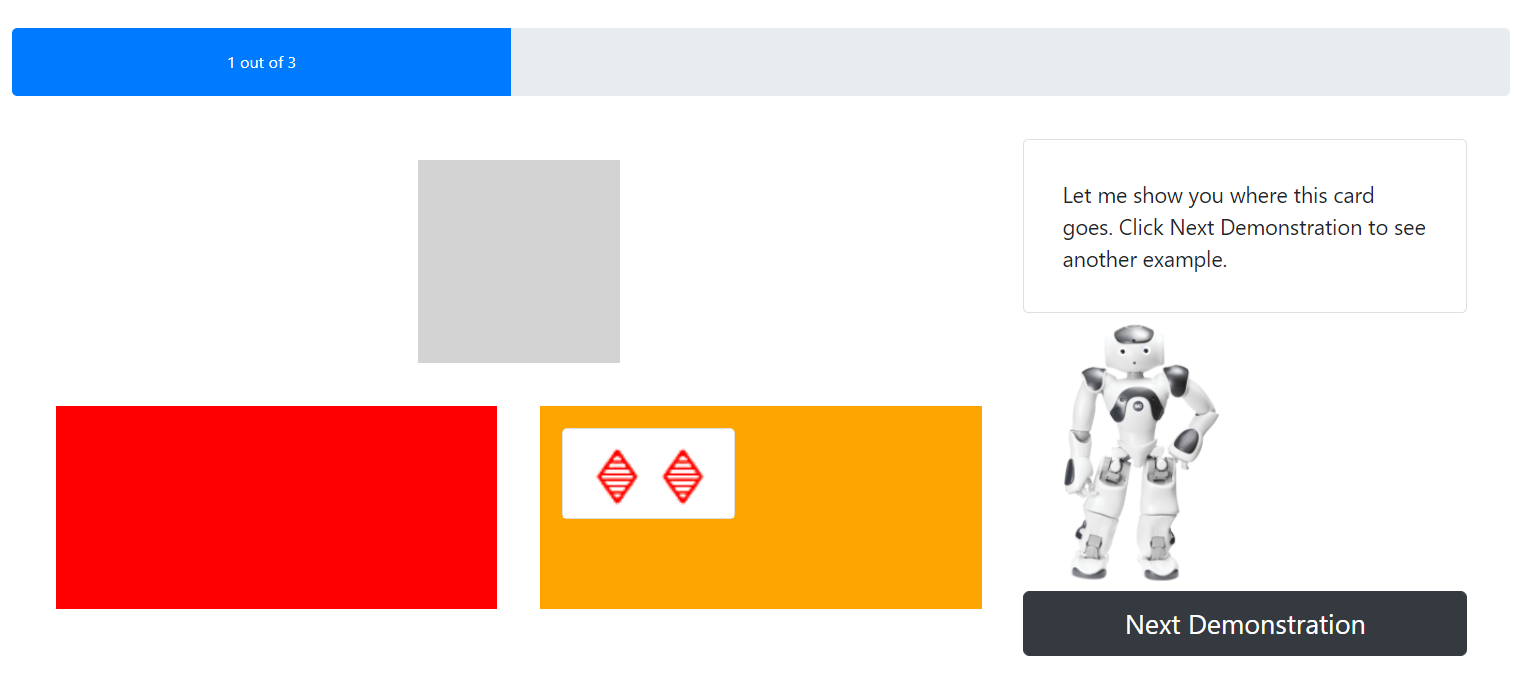 1 out of 3
Let me show you where this card
goes. Click Next Demonstration to see
another example.
Next Demonstration